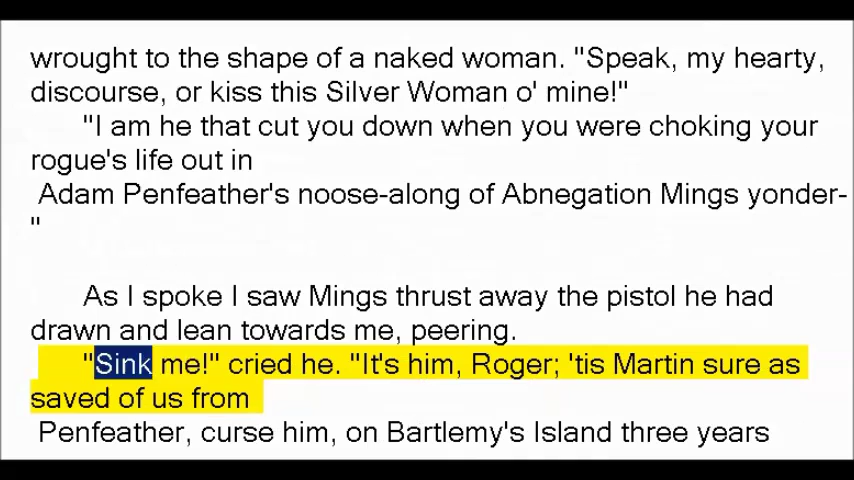 wrought to the shape of a naked woman. "Speak, my hearty,
discourse, or kiss this Silver Woman o' mine!"
"I am he that cut you down when you were choking your
rogue's life out in
Adam Penfeather's noose-along of Abnegation Mings yonder-
"
As I spoke I saw Mings thrust away the pistol he had
drawn and lean towards me, peering.
"Sink me!" cried he. "It's him, Roger; 'tis Martin sure as
saved of us from
Penfeather, curse him, on Bartlemy's Island three years